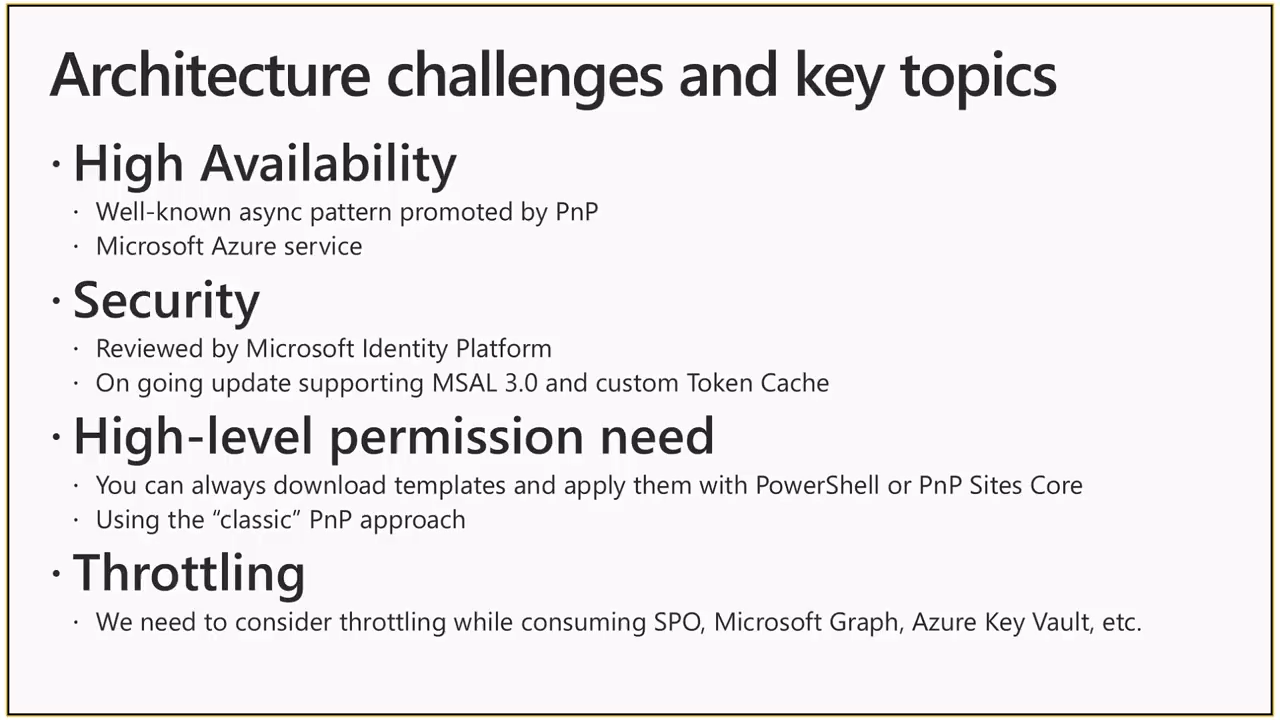 Architecture challenges and key topics
· High Availability
· Well-known async pattern promoted by PnP
· Microsoft Azure service
· Security
· Reviewed by Microsoft Identity Platform
· On going update supporting MSAL 3.0 and custom Token Cache
· High-level permission need
· You can always download templates and apply them with PowerShell or PnP Sites Core
· Using the “classic” PnP approach
· Throttling
· We need to consider throttling while consuming SPO, Microsoft Graph, Azure Key Vault, etc.